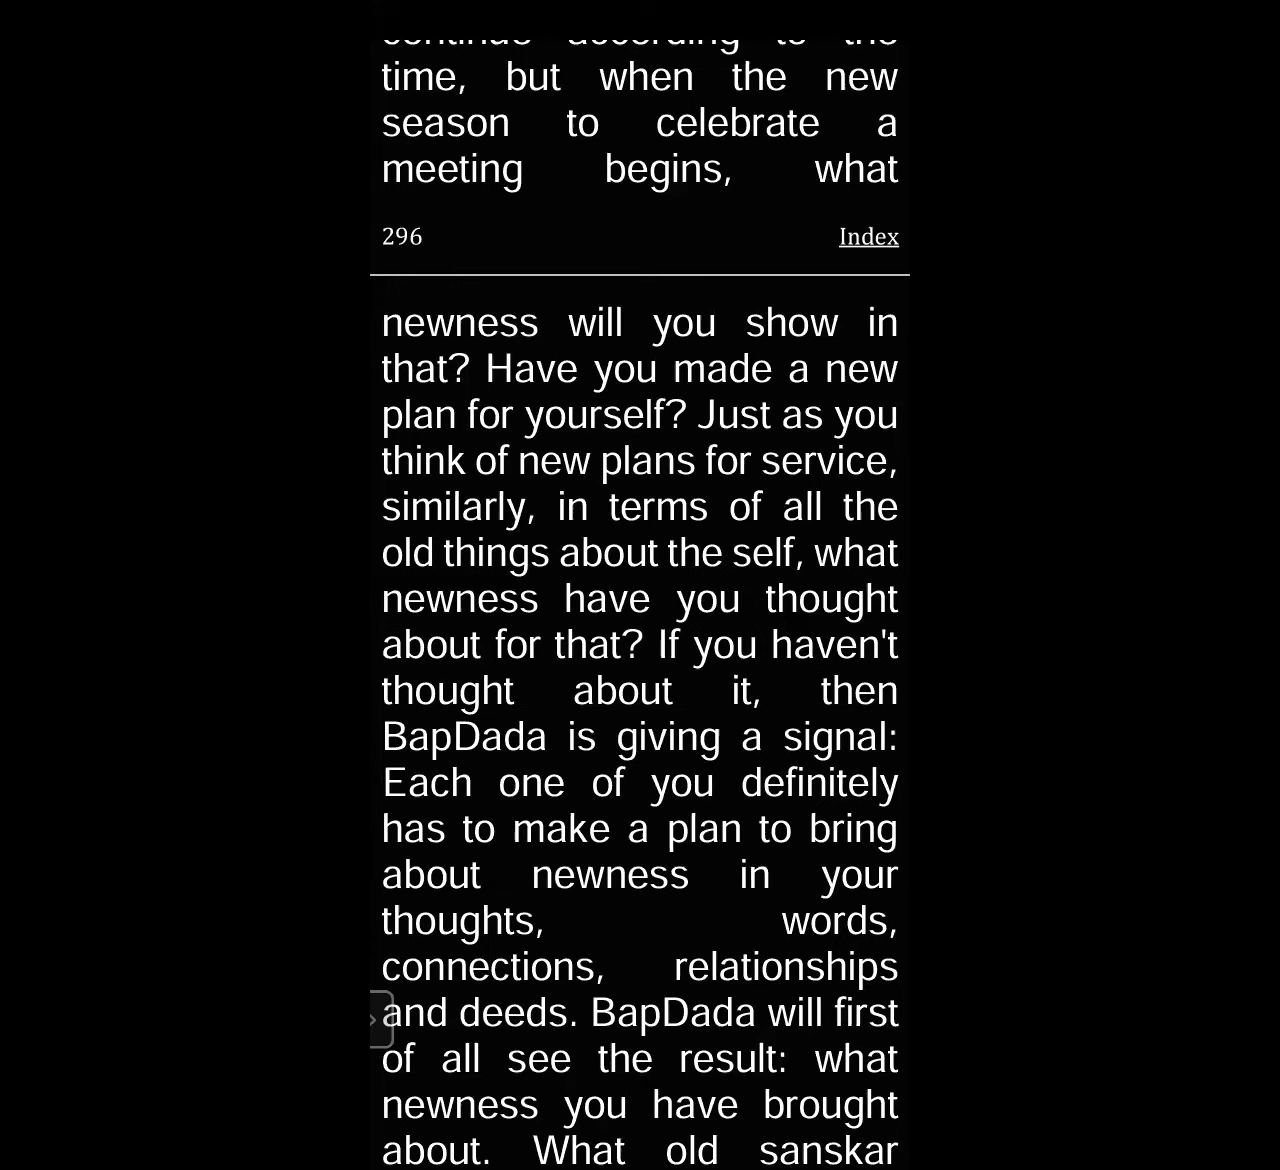 continue according to the
time, but when the new
season to celebrate a
meeting begins, what
296 Index
newness will you show in
that? Have you made a new
plan for yourself? Just as you
think of new plans for service,
similarly, in terms of all the
old things about the self, what
newness have you thought
about for that? If you haven't
thought about it, then
BapDada is giving a signal:
Each one of you definitely
has to make a plan to bring
about newness in your
thoughts, words,
connections, relationships
and deeds. BapDada will first
of all see the result: what
newness you have brought
about. What old sanskar